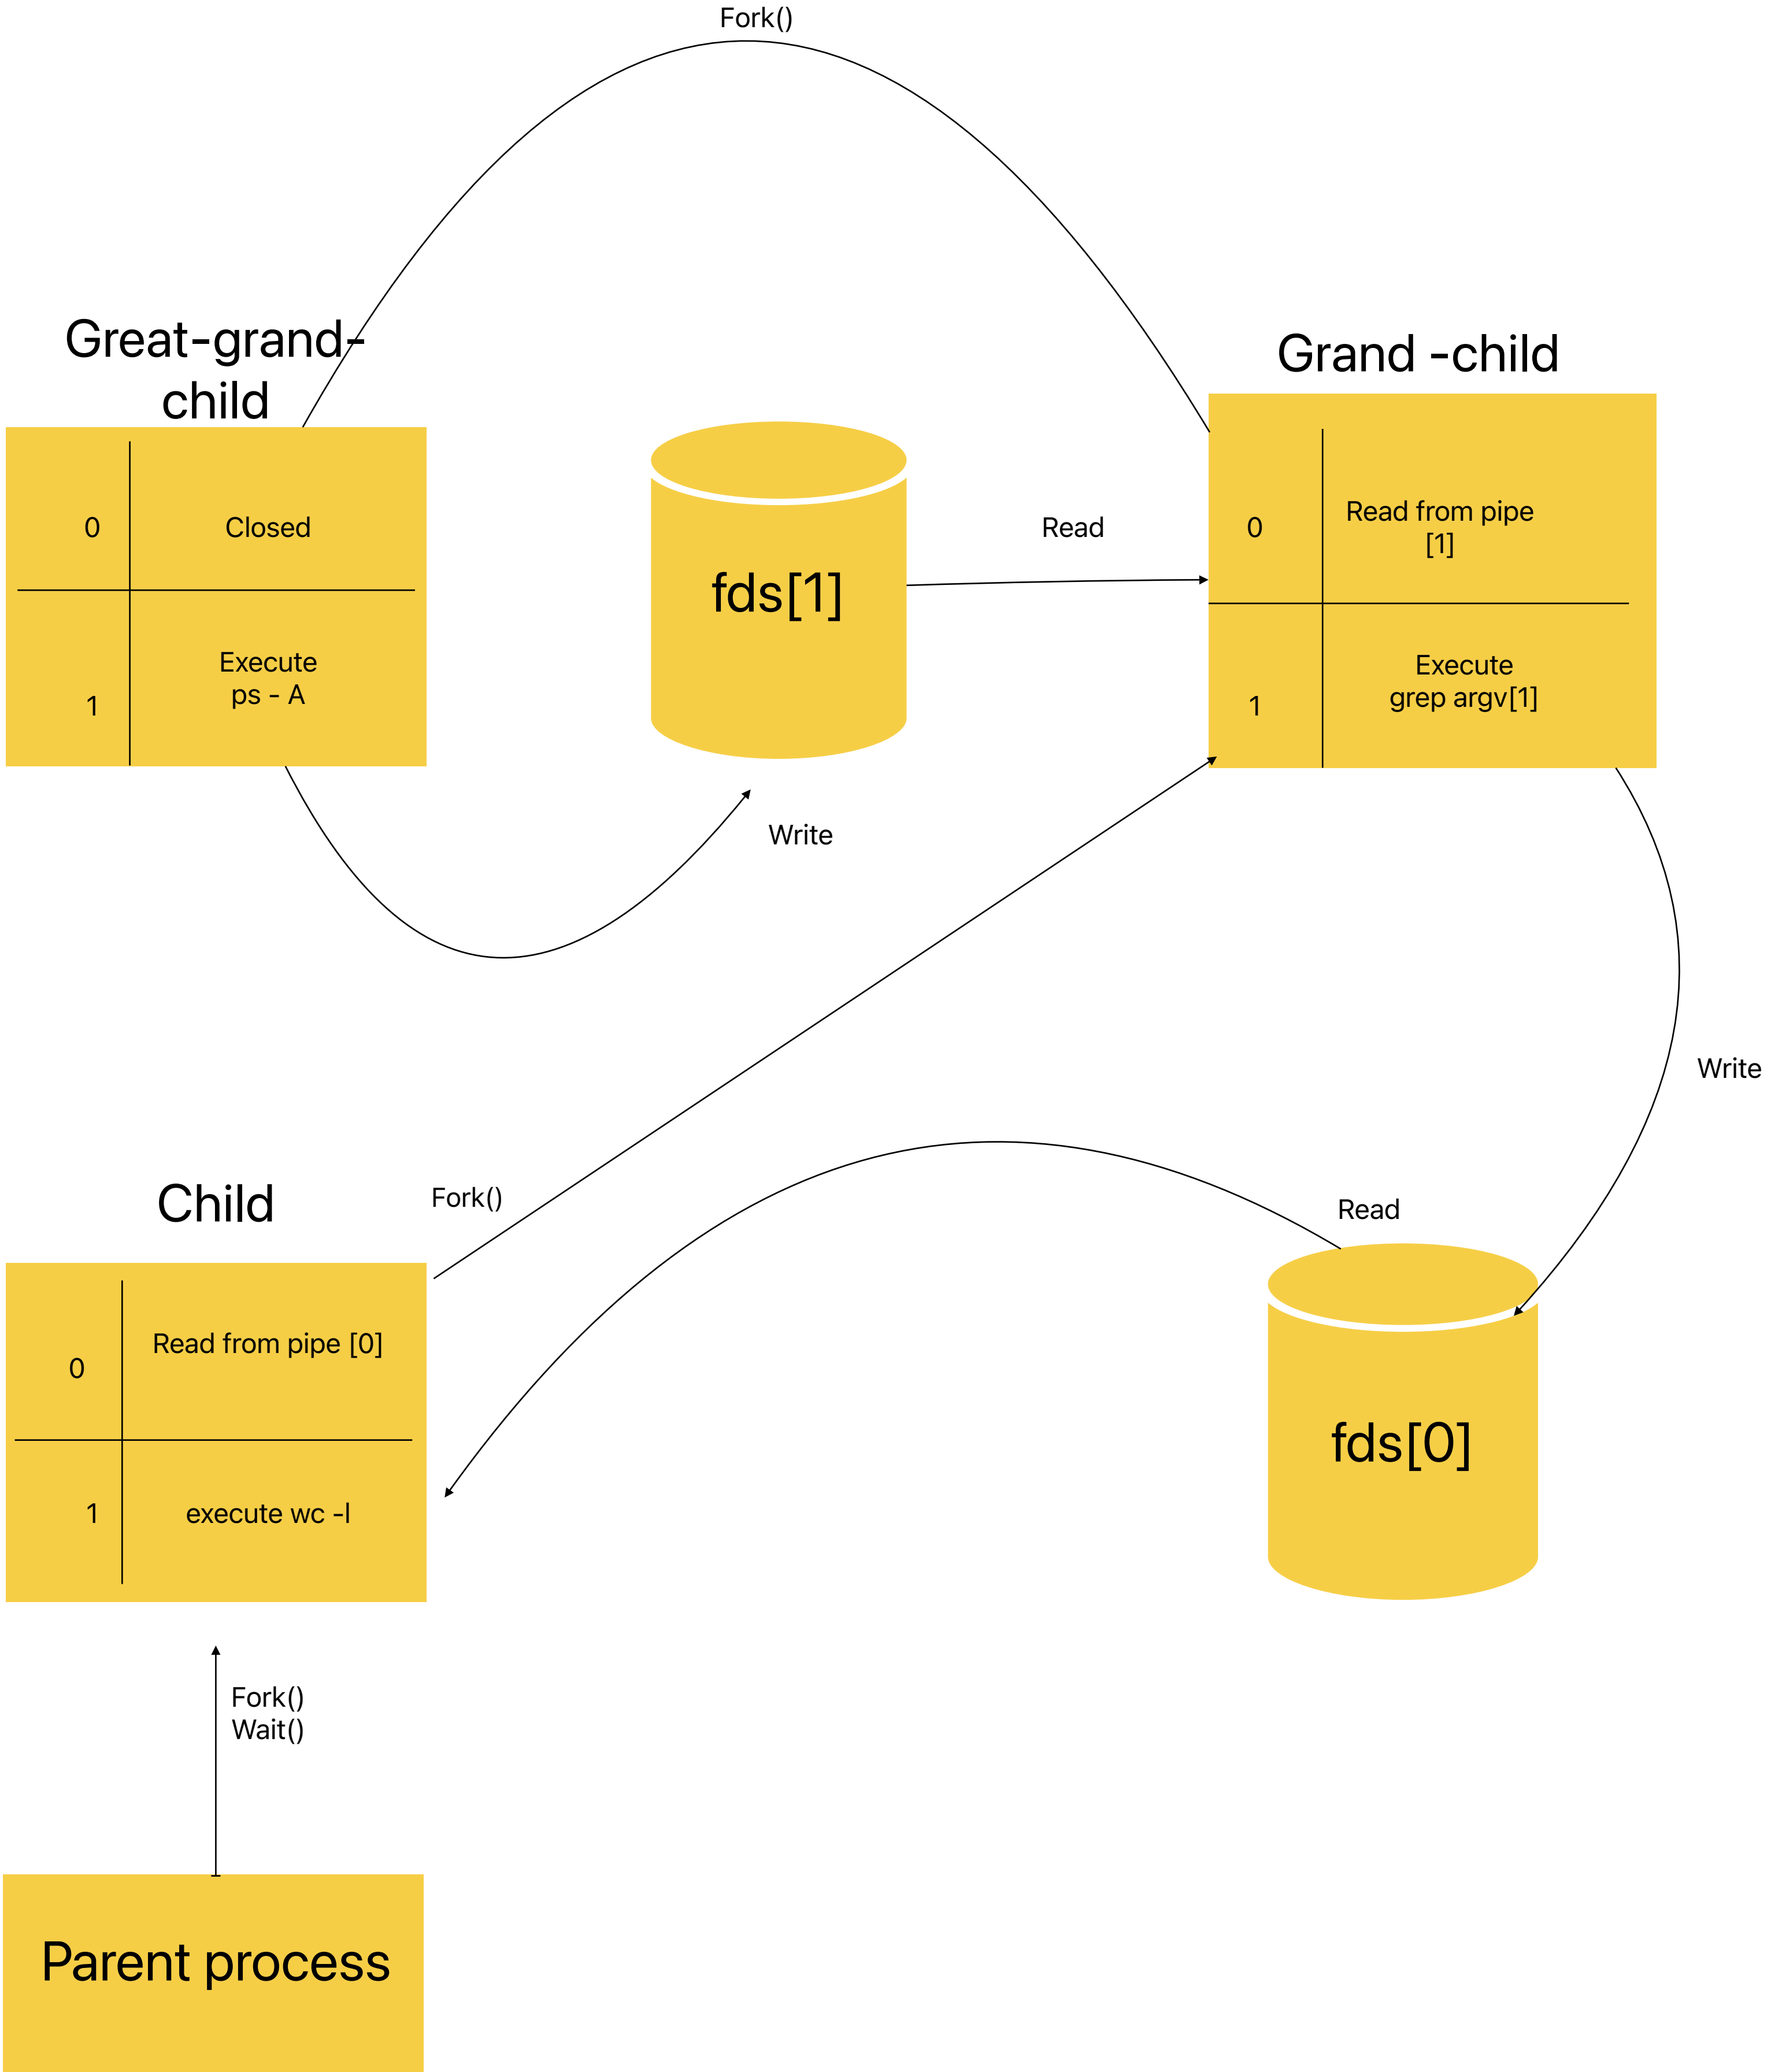 Fork()
Great-grand-
child
Grand -child
0
Closed
1
Execute
ps - A
fds[1]
Read
0
Read from pipe
[1]
1
Execute
grep argv[1]
Write
Write
Child
Fork()
Read
0
Read from pipe [0]
1
execute wc -l
fds[0]
Fork()
Wait()
Parent process